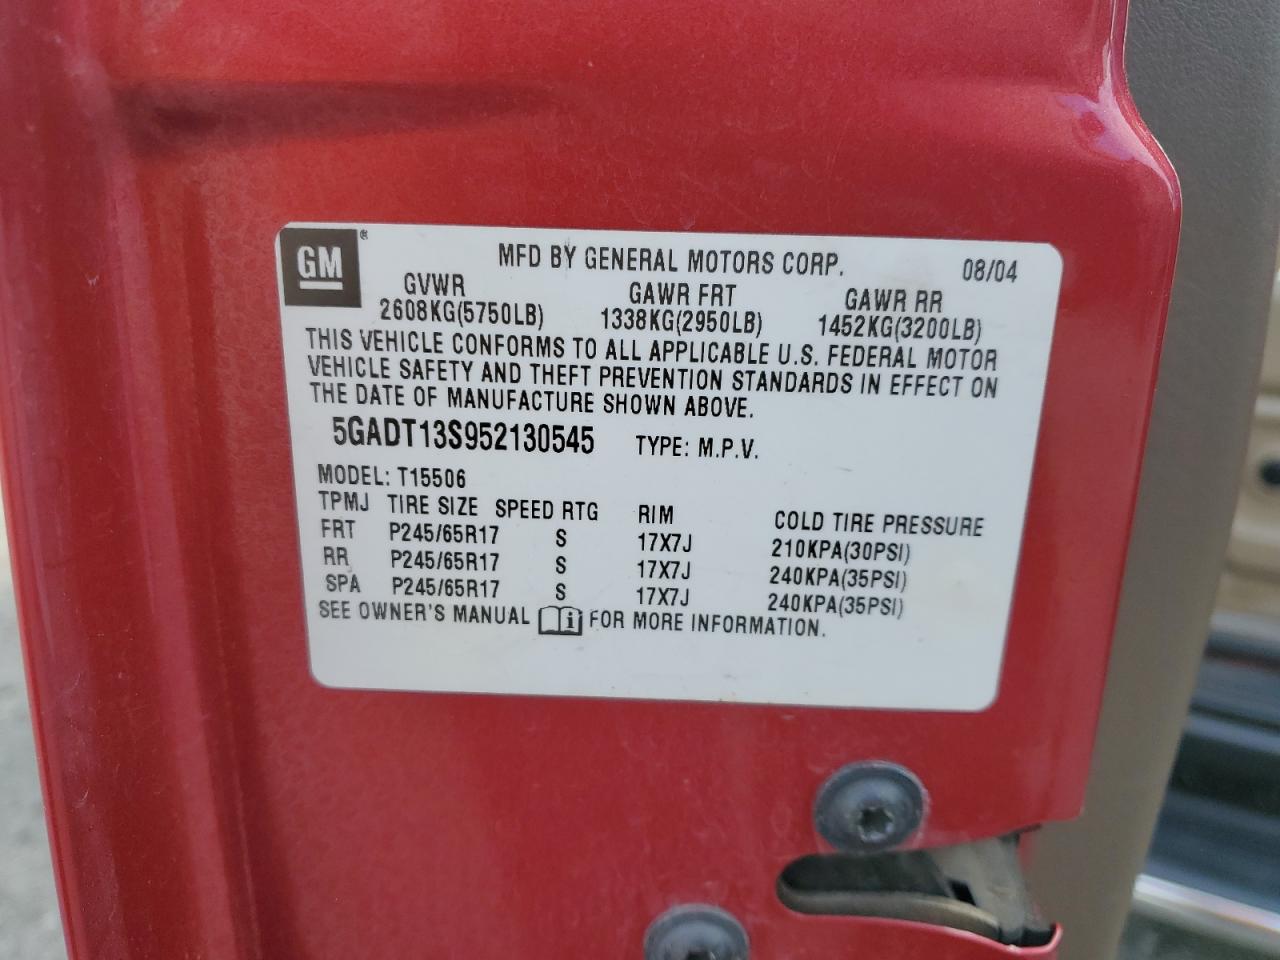 GM®
MFD BY GENERAL MOTORS CORP. 08/04
GVWR GAWR FRT GAWR RR
2608KG(5750LB) 1338KG(2950LB) 1452KG(3200LB)
THIS VEHICLE CONFORMS TO ALL APPLICABLE U.S. FEDERAL MOTOR
VEHICLE SAFETY AND THEFT PREVENTION STANDARDS IN EFFECT ON
THE DATE OF MANUFACTURE SHOWN ABOVE.
5GADT13S952130545 TYPE: M.P.V.
MODEL: T15506
TPMJ TIRE SIZE SPEED RTG RIM COLD TIRE PRESSURE
FRT P245/65R17 S 17X7J 210KPA(30PSI)
RR P245/65R17 S 17X7J 240KPA(35PSI)
SPA P245/65R17 S 17X7J 240KPA(35PSI)
SEE OWNER'S MANUAL i FOR MORE INFORMATION.